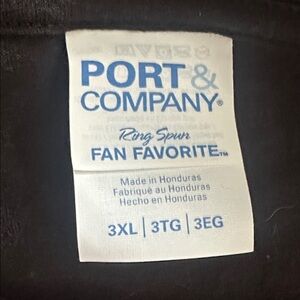 PORT &
COMPANY®
Ring Spun
FAN FAVORITE™
Made in Honduras
Fabriqué au Honduras
Hecho en Honduras
3XL | 3TG | 3EG